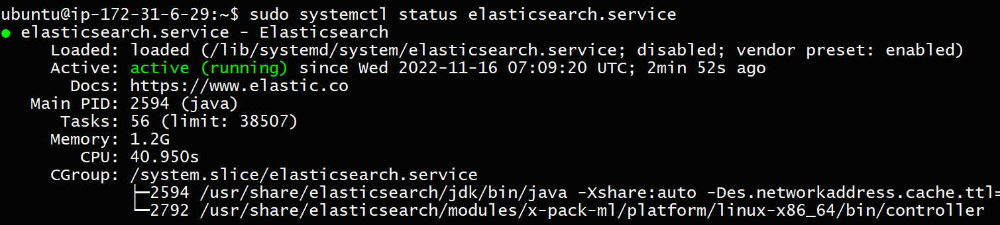 ubuntu@ip-172-31-6-29:~$ sudo systemctl status elasticsearch.service
● elasticsearch.service - Elasticsearch
Loaded: loaded (/lib/systemd/system/elasticsearch.service; disabled; vendor preset: enabled)
Active: active (running) since Wed 2022-11-16 07:09:20 UTC; 2min 52s ago
Docs: https://www.elastic.co
Main PID: 2594 (java)
Tasks: 56 (limit: 38507)
Memory: 1.2G
CPU: 40.950s
CGroup: /system.slice/elasticsearch.service
├─2594 /usr/share/elasticsearch/jdk/bin/java -Xshare:auto -Des.networkaddress.cache.ttl=
└─2792 /usr/share/elasticsearch/modules/x-pack-ml/platform/linux-x86_64/bin/controller